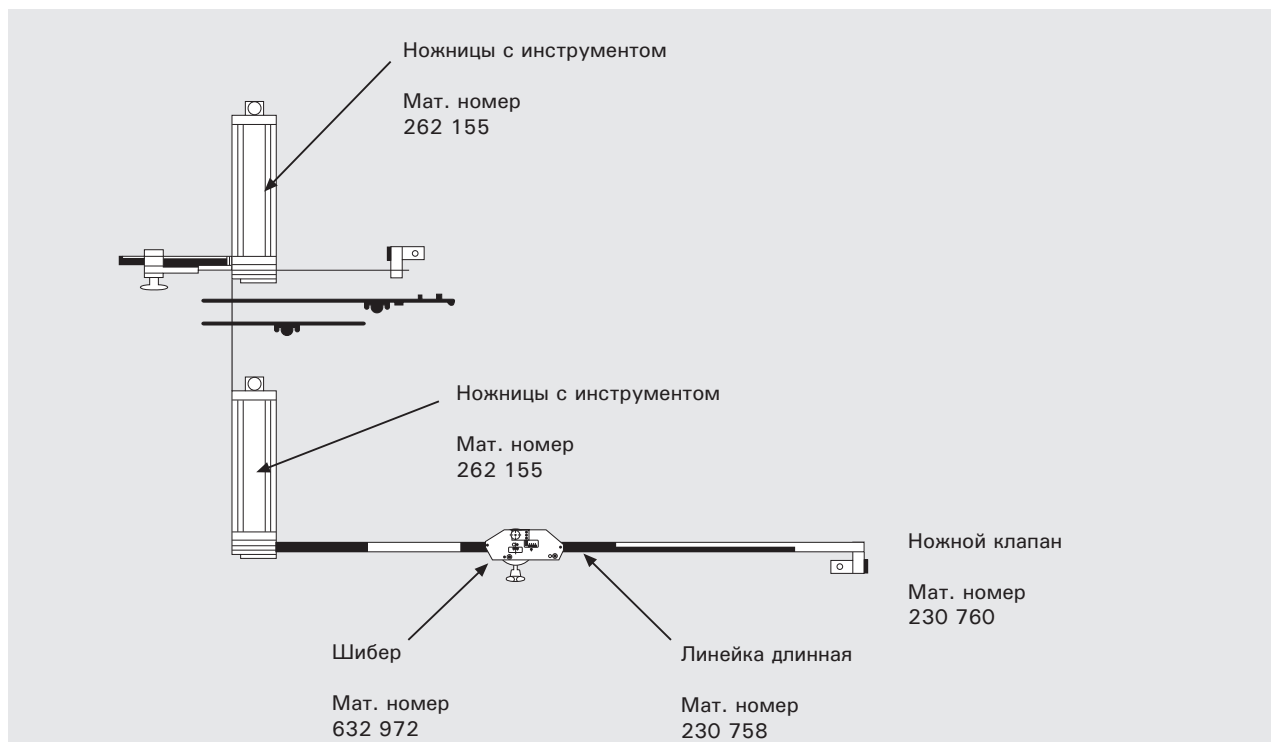 Ножницы с инструментом
Мат. номер
262 155
Ножницы с инструментом
Мат. номер
262 155
Ножной клапан
Мат. номер
230 760
Шибер
Мат. номер
632 972
Линейка длинная
Мат. номер
230 758